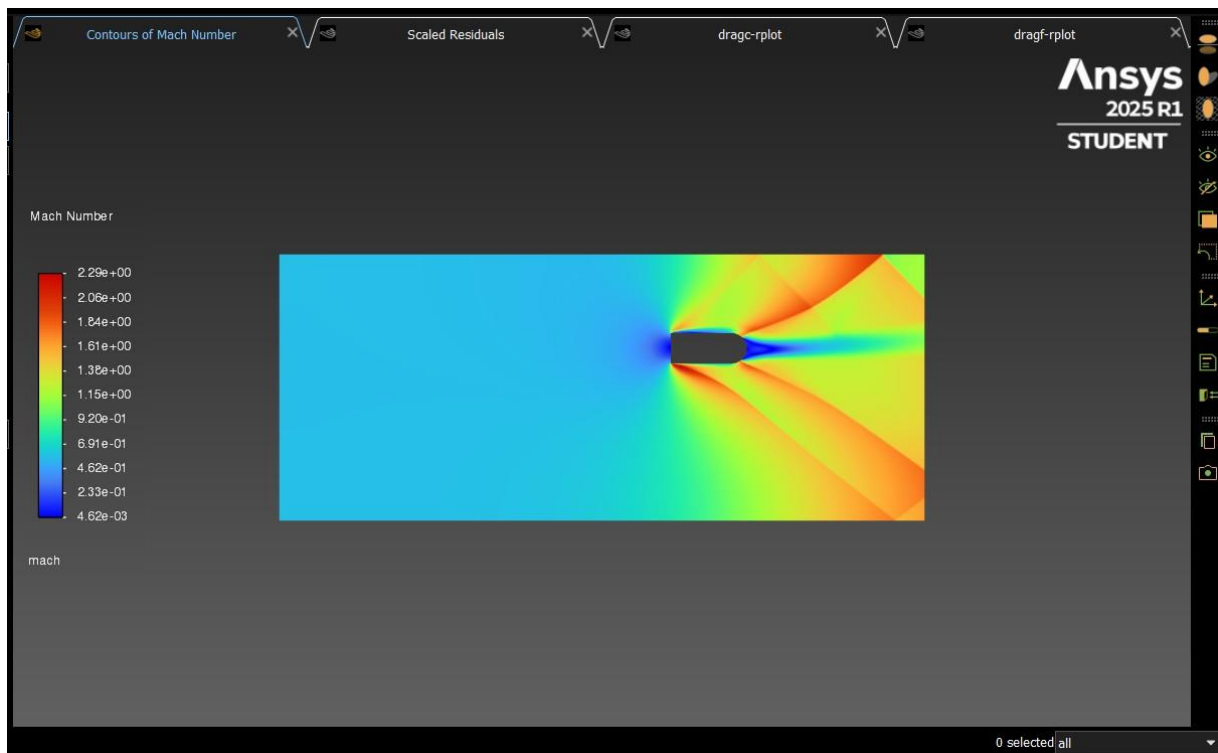 Contours of Mach Number
Scaled Residuals
dragc-rplot
dragf-rplot
Ansys
2025 R1
STUDENT
Mach Number
2.29e+00
2.06e+00
1.84e+00
1.61e+00
1.38e+00
1.15e+00
9.20e-01
6.91e-01
4.62e-01
2.33e-01
4.62e-03
mach
0 selected all